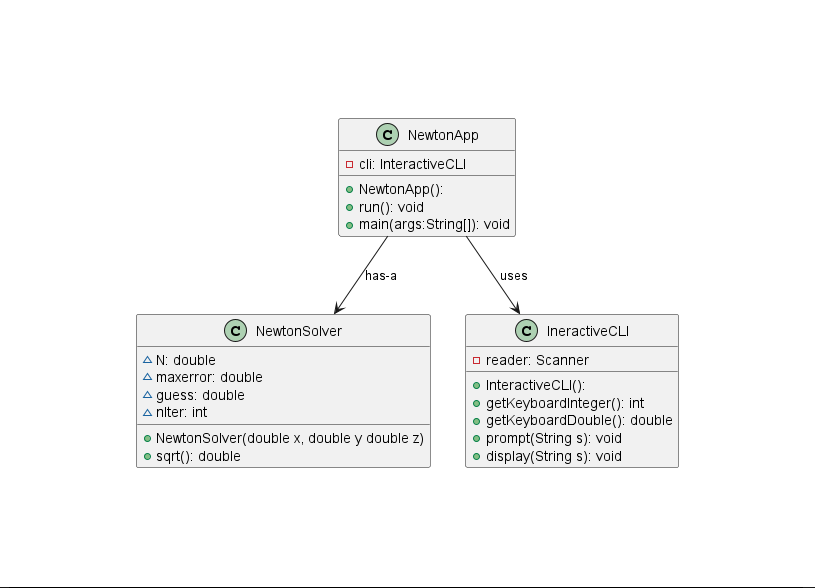 C NewtonApp
cli: InteractiveCLI
NewtonApp():
run(): void
main(args:String[]): void
has-a
uses
C NewtonSolver
N: double
maxerror: double
guess: double
nIter: int
NewtonSolver(double x, double y double z)
sqrt(): double
C IneractiveCLI
reader: Scanner
InteractiveCLI():
getKeyboardInteger(): int
getKeyboardDouble(): double
prompt(String s): void
display(String s): void